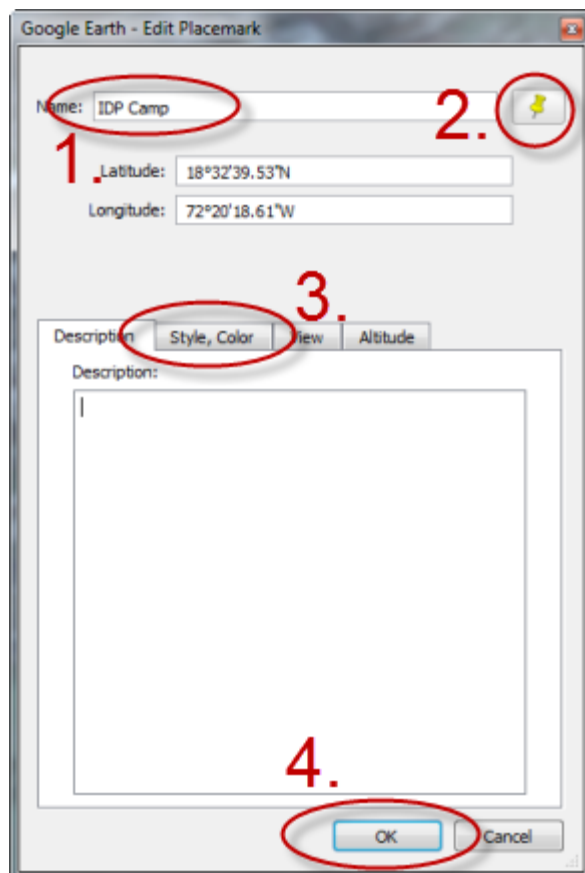 Google Earth - Edit Placemark
Name: IDP Camp
2.
1.
Latitude: 18°32'39.53"N
Longitude: 72°20'18.61"W
3.
Description Style, Color View Altitude
Description:
4.
OK Cancel